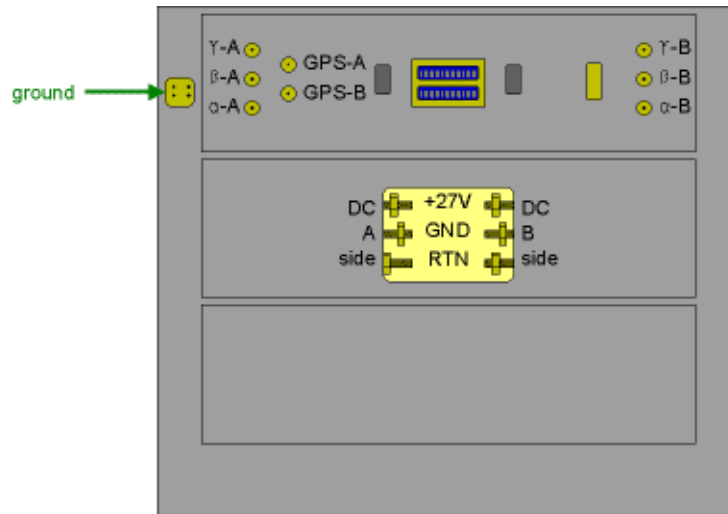 γ-A
GPS-A
γ-B
β-A
β-B
ground
GPS-B
α-A
α-B
DC
+27V
DC
A
GND
B
side
RTN
side